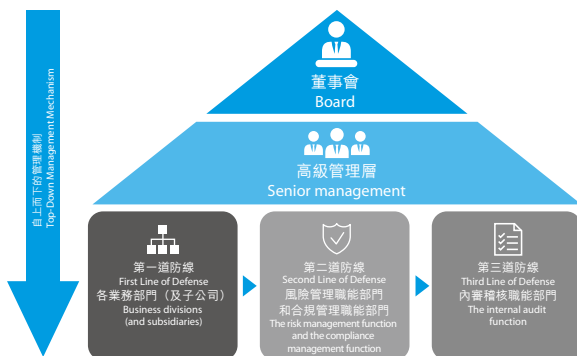 董事會
Board
高級管理層
Senior management
自上而下的管理機制
Top-Down Management Mechanism
第一道防線
First Line of Defense
各業務部門（及子公司）
Business divisions
(and subsidiaries)
第二道防線
Second Line of Defense
風險管理職能部門
和合規管理職能部門
The risk management function
and the compliance
management function
第三道防線
Third Line of Defense
內審稽核職能部門
The internal audit
function